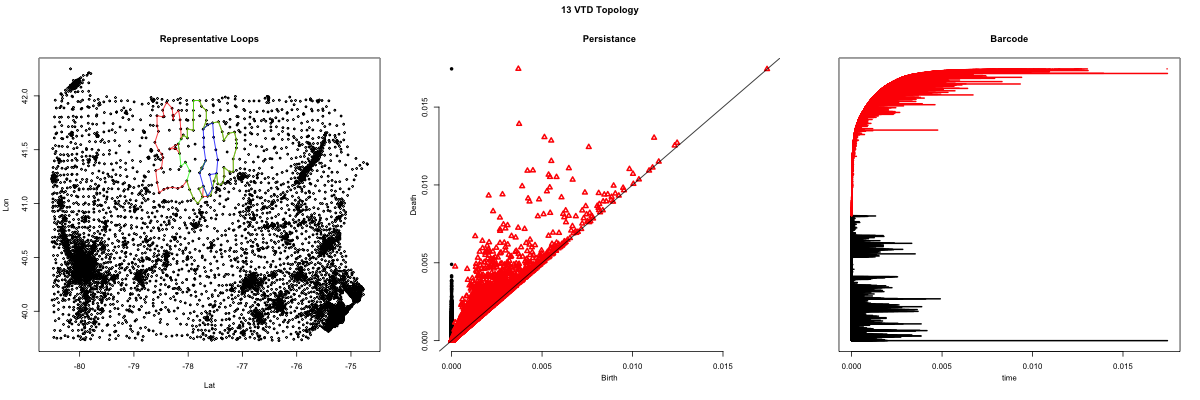 13 VTD Topology
Representative Loops
Persistance
Barcode
Lon
42.0
41.5
41.0
40.5
40.0
-80
-79
-78
-77
-76
-75
Lat
Death
0.015
0.010
0.005
0.000
0.000
0.005
0.010
0.015
Birth
0.000
0.005
0.010
0.015
time